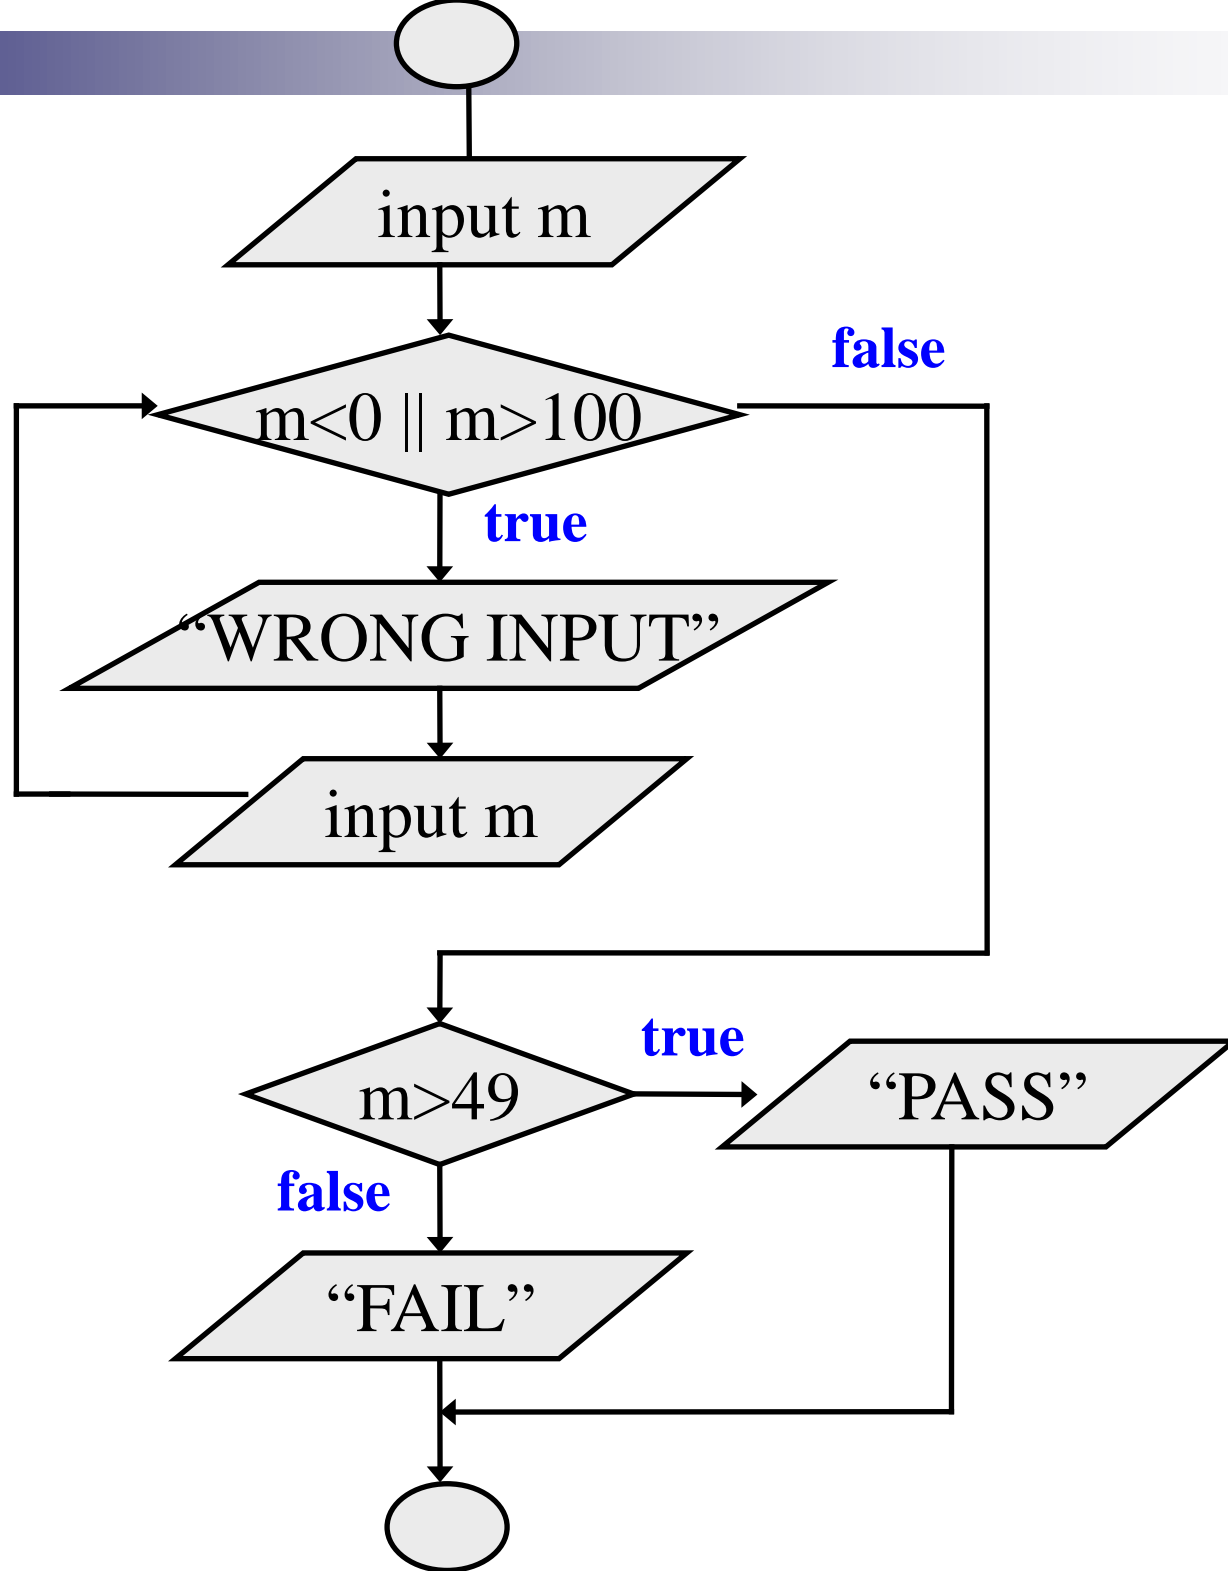 input m
false
m<0 || m>100
true
“WRONG INPUT”
input m
true
m>49
“PASS”
false
“FAIL”